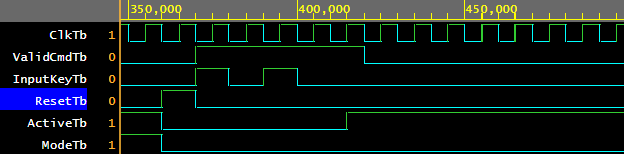 350,000 400,000 450,000
ClkTb 1
ValidCmdTb 0
InputKeyTb 0
ResetTb 0
ActiveTb 1
ModeTb 1